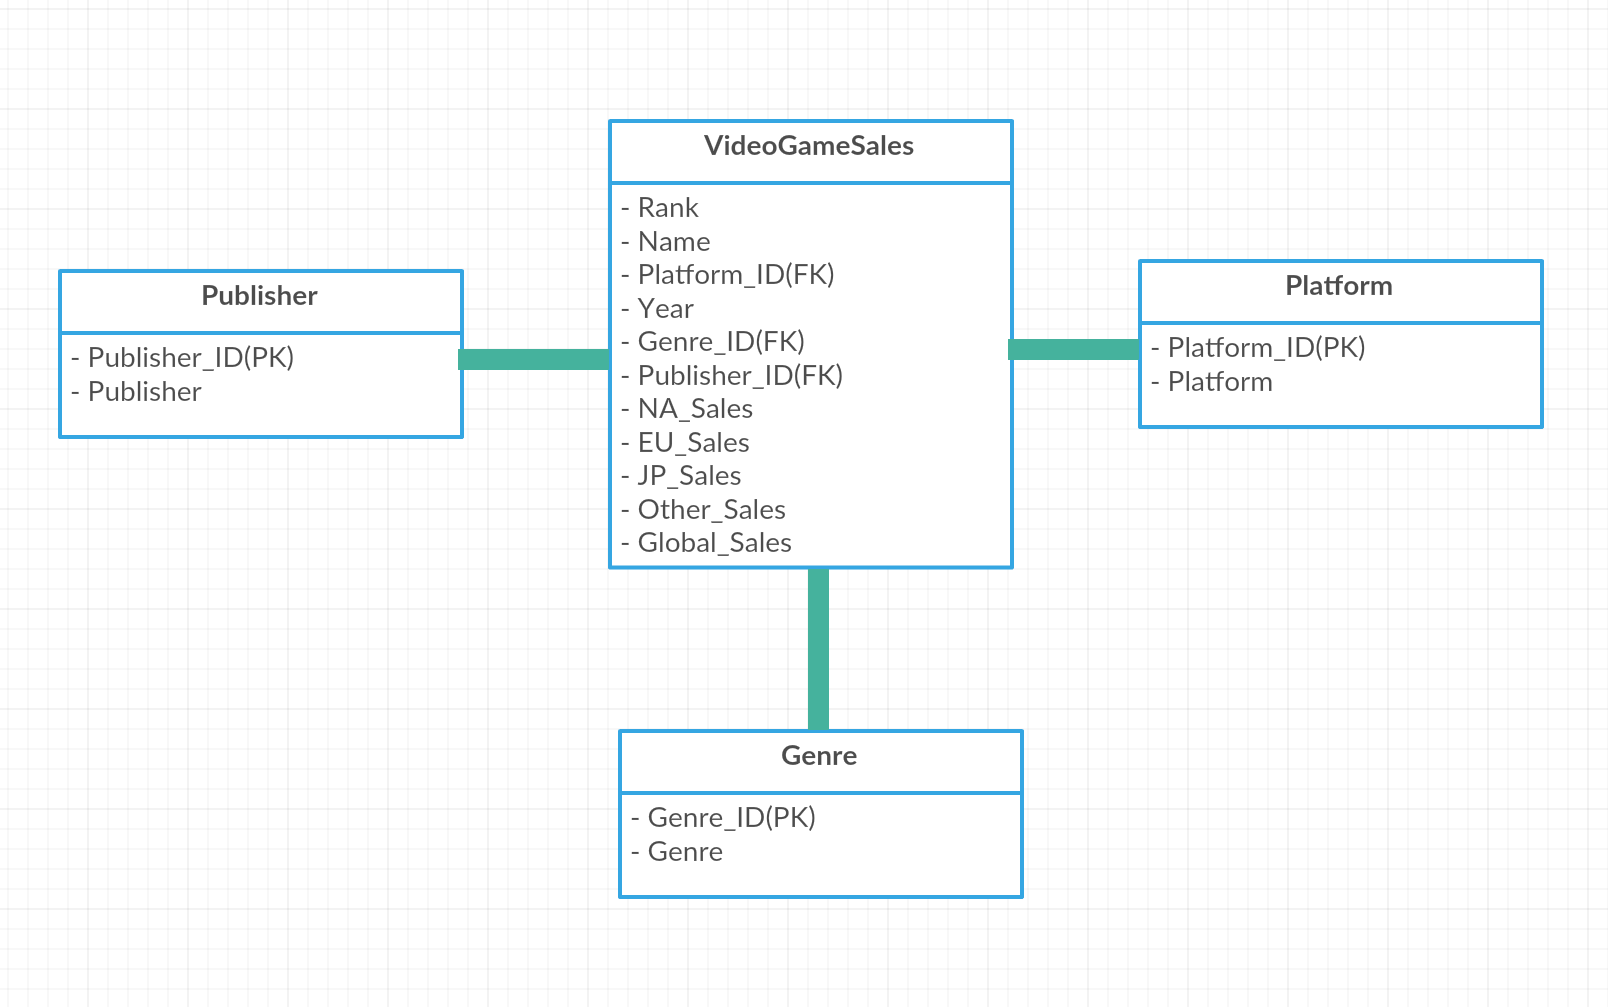 VideoGameSales
- Rank
- Name
- Platform_ID(FK)
- Year
- Genre_ID(FK)
- Publisher_ID(FK)
- NA_Sales
- EU_Sales
- JP_Sales
- Other_Sales
- Global_Sales
Publisher
- Publisher_ID(PK)
- Publisher
Platform
- Platform_ID(PK)
- Platform
Genre
- Genre_ID(PK)
- Genre